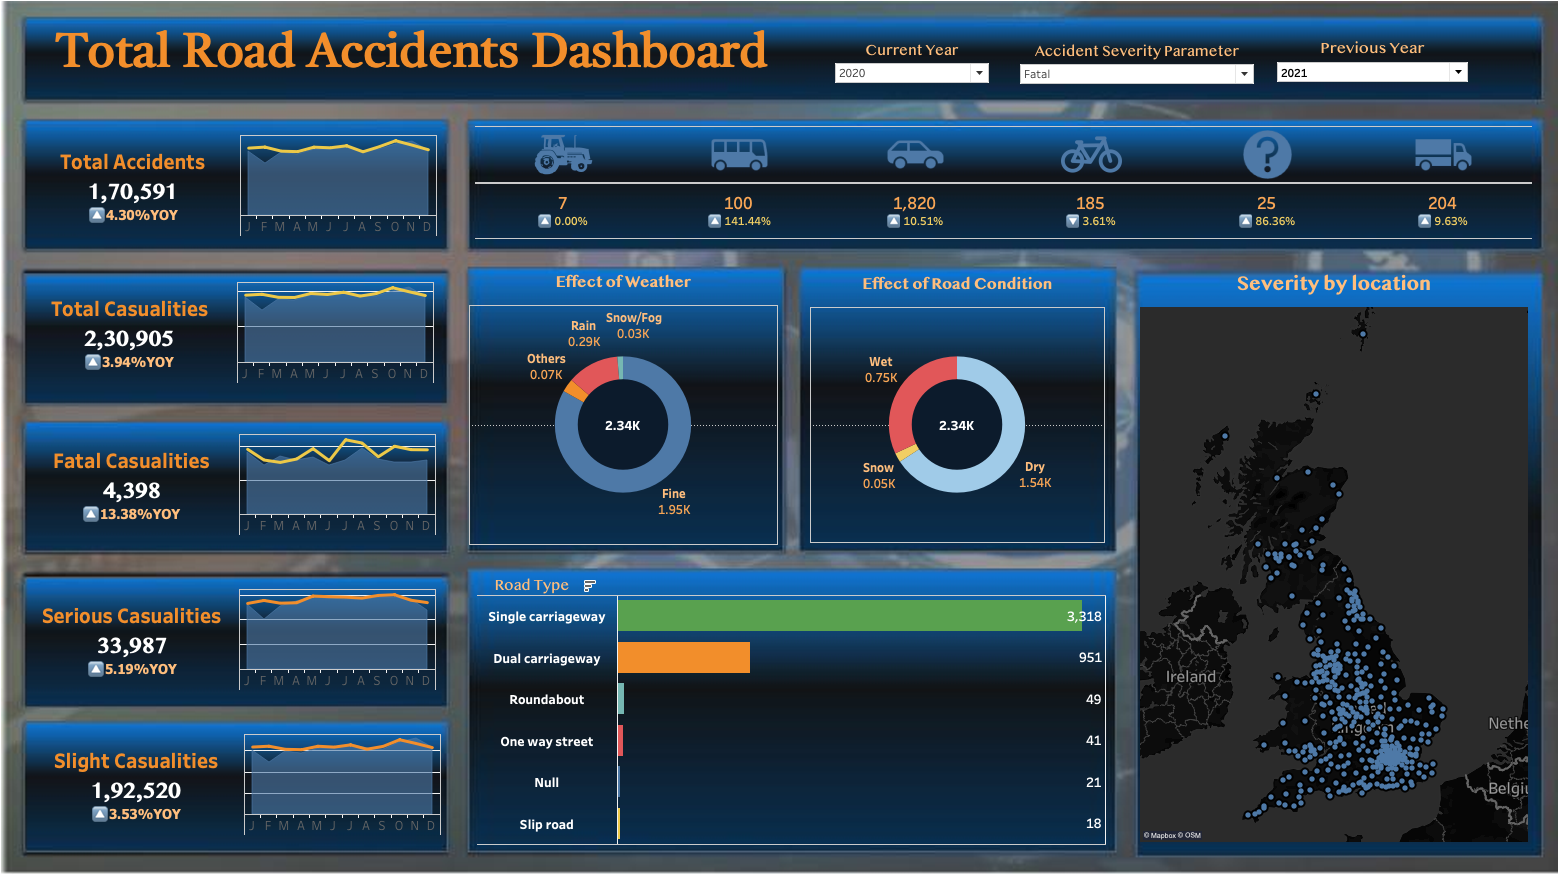 Total Road Accidents Dashboard
Current Year
2020
Accident Severity Parameter
Fatal
Previous Year
2021
Total Accidents
1,70,591
4.30%YOY
J F M A M J J A S O N D
7
0.00%
100
141.44%
1,820
10.51%
185
3.61%
25
86.36%
204
9.63%
Total Casualities
2,30,905
3.94%YOY
J F M A M J J A S O N D
Fatal Casualities
4,398
13.38%YOY
J F M A M J J A S O N D
Serious Casualities
33,987
5.19%YOY
J F M A M J J A S O N D
Slight Casualities
1,92,520
3.53%YOY
J F M A M J J A S O N D
Effect of Weather
Snow/Fog
0.03K
Rain
0.29K
Others
0.07K
2.34K
Fine
1.95K
Effect of Road Condition
Wet
0.75K
2.34K
Snow
0.05K
Dry
1.54K
Road Type
Single carriageway 3,318
Dual carriageway 951
Roundabout 49
One way street 41
Null 21
Slip road 18
Severity by location
Ireland
Nethe
Belgiu
© Mapbox © OSM